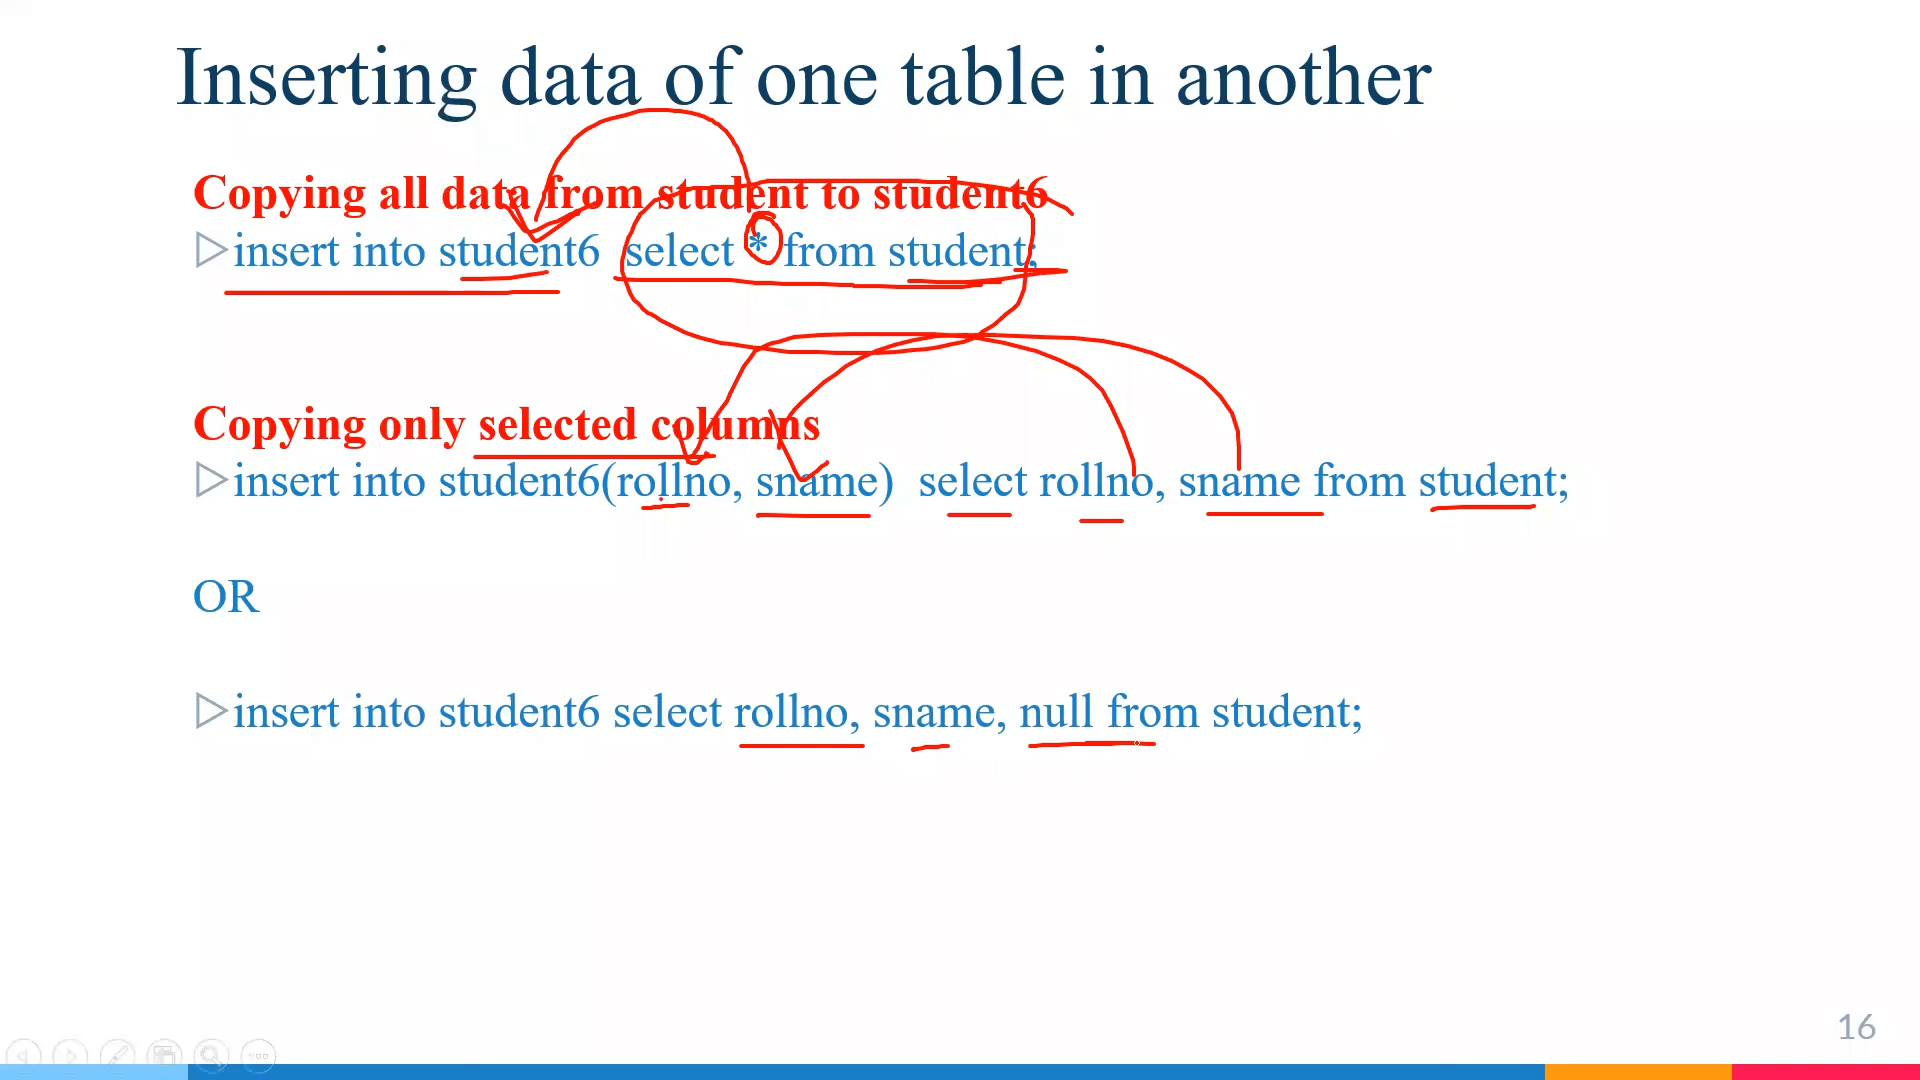 Inserting data of one table in another
Copying all data from student to student6
insert into student6 select * from student;
Copying only selected columns
insert into student6(rollno, sname) select rollno, sname from student;
OR
insert into student6 select rollno, sname, null from student;
16